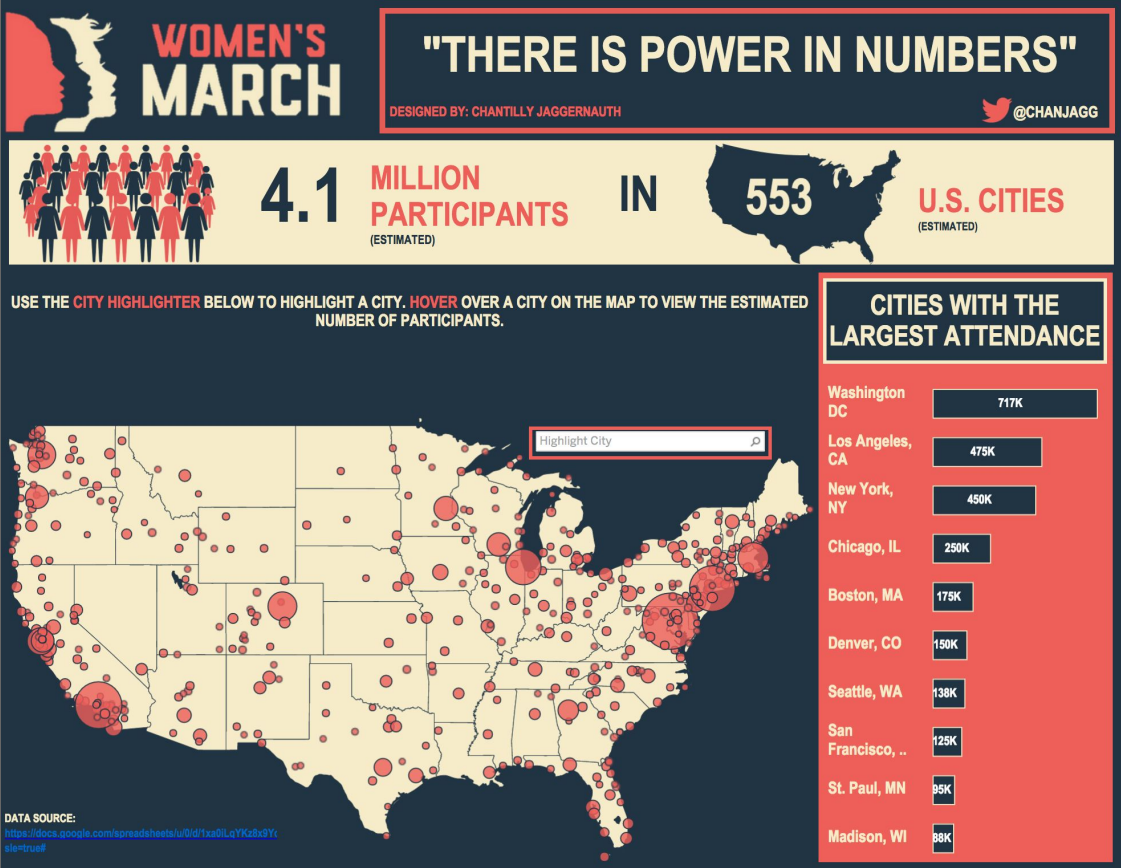 WOMEN'S
MARCH
"THERE IS POWER IN NUMBERS"
DESIGNED BY: CHANTILLY JAGGERNAUTH
@CHANJAGG
4.1
MILLION
PARTICIPANTS
(ESTIMATED)
IN
553
U.S. CITIES
(ESTIMATED)
USE THE CITY HIGHLIGHTER BELOW TO HIGHLIGHT A CITY. HOVER OVER A CITY ON THE MAP TO VIEW THE ESTIMATED
NUMBER OF PARTICIPANTS.
Highlight City
CITIES WITH THE
LARGEST ATTENDANCE
Washington
DC
717K
Los Angeles,
CA
475K
New York,
NY
450K
Chicago, IL
250K
Boston, MA
175K
Denver, CO
150K
Seattle, WA
138K
San
Francisco, ..
125K
St. Paul, MN
95K
Madison, WI
88K
DATA SOURCE:
sle=true#